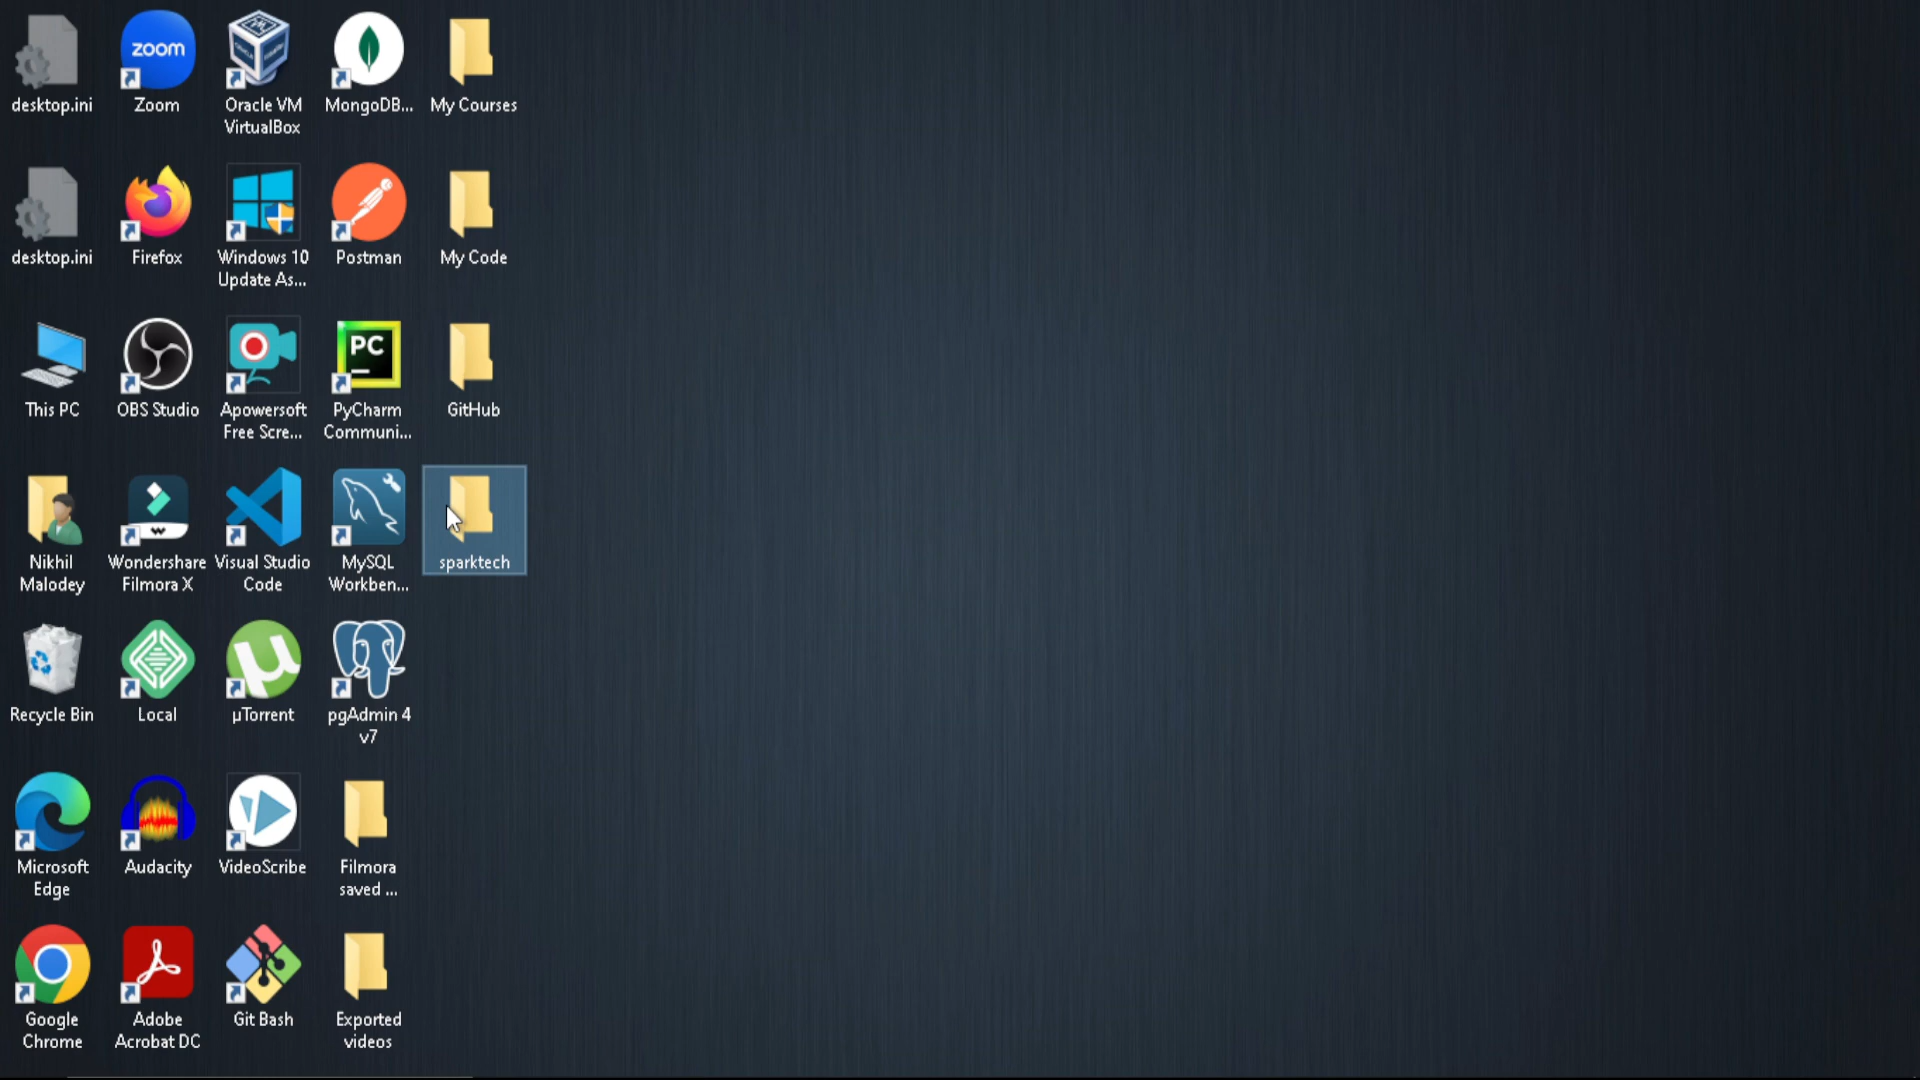 desktop.ini
zoom
Zoom
Oracle VM
VirtualBox
MongoDB...
My Courses
desktop.ini
Firefox
Windows 10
Update As...
Postman
My Code
This PC
OBS Studio
Apowersoft
Free Scre...
PC
PyCharm
Communi...
GitHub
Nikhil
Malodey
Wondershare
Filmora X
Visual Studio
Code
MySQL
Workben...
sparktech
Recycle Bin
Local
µTorrent
pgAdmin 4
v7
Microsoft
Edge
Audacity
VideoScribe
Filmora
saved ...
Google
Chrome
Adobe
Acrobat DC
Git Bash
Exported
videos